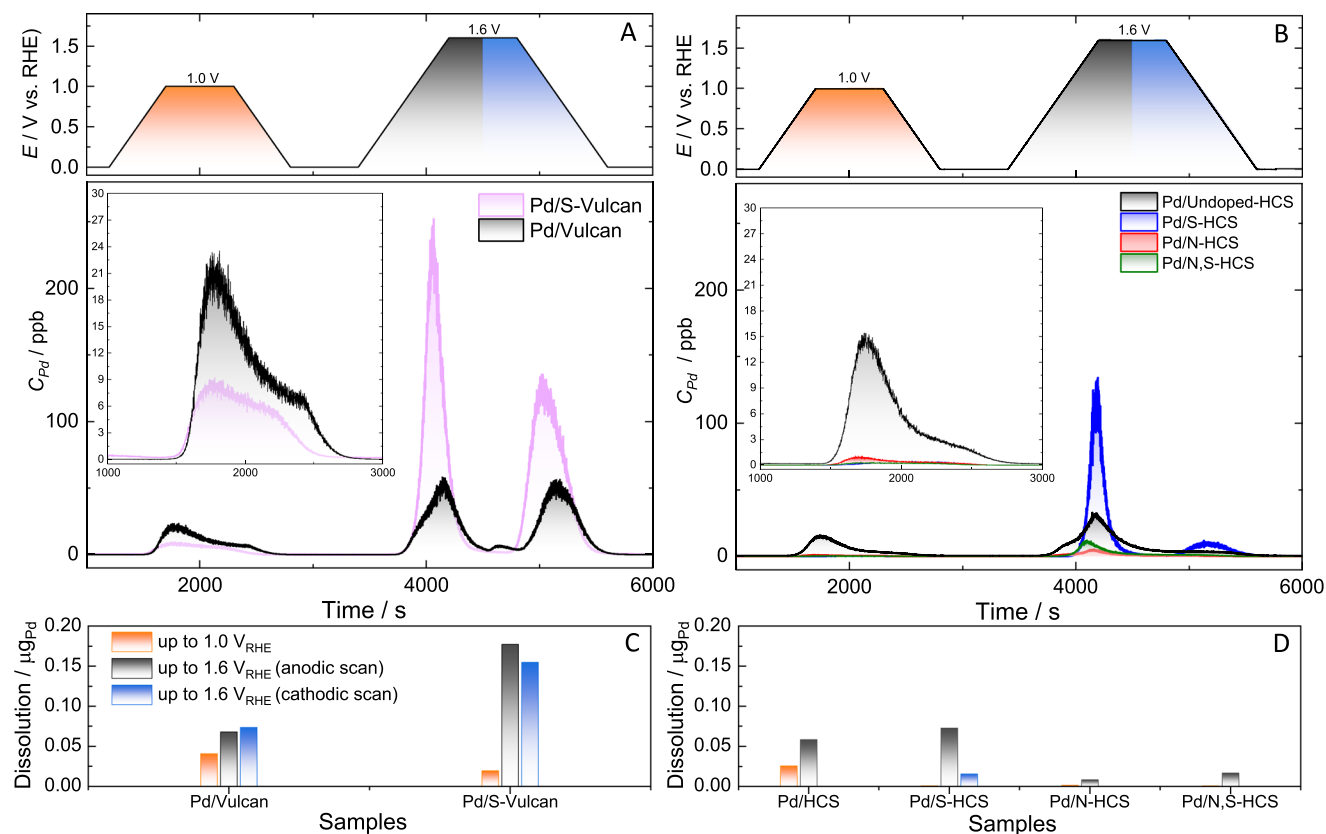 A
E / V vs. RHE)
1.5
1.0
0.5
0.0
1.0 V
1.6 V
B
E / V vs. RHE
1.5
1.0
0.5
0.0
1.0 V
1.6 V
C_Pd / ppb
200
100
0
Pd/S-Vulcan
Pd/Vulcan
30
27
24
21
18
15
12
9
6
3
0
1000
2000
3000
2000
4000
6000
Time / s
C_Pd / ppb
200
100
0
Pd/Undoped-HCS
Pd/S-HCS
Pd/N-HCS
Pd/N,S-HCS
30
27
24
21
18
15
12
9
6
3
0
1000
2000
3000
2000
4000
6000
Time / s
C
Dissolution / µg_Pd
0.20
0.15
0.10
0.05
0.00
up to 1.0 V_RHE
up to 1.6 V_RHE (anodic scan)
up to 1.6 V_RHE (cathodic scan)
Pd/Vulcan
Pd/S-Vulcan
Samples
D
Dissolution / µg_Pd
0.20
0.15
0.10
0.05
0.00
Pd/HCS
Pd/S-HCS
Pd/N-HCS
Pd/N,S-HCS
Samples